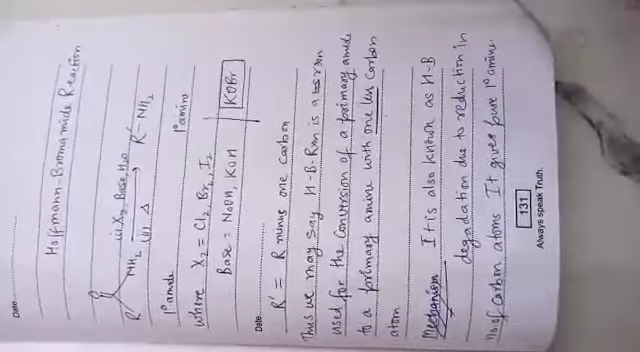 Date
Hoffmann-Bromamide Reaction
R NH2 (i) X2, Base, H2O (ii) Δ R'-NH2
1°amide 1°amine
where X2 = Cl2, Br2, I2
Base = NaOH, KOH KOBr
Date
R' = R minus one carbon
Thus we may say H-B-Rxn is a rxn
used for the conversion of a primary amide
to a primary amine with one less carbon
atom
Mechanism It is also known as H-B
degradation due to reduction in
no of carbon atoms It gives pure 1° amine.
131
Always speak Truth.